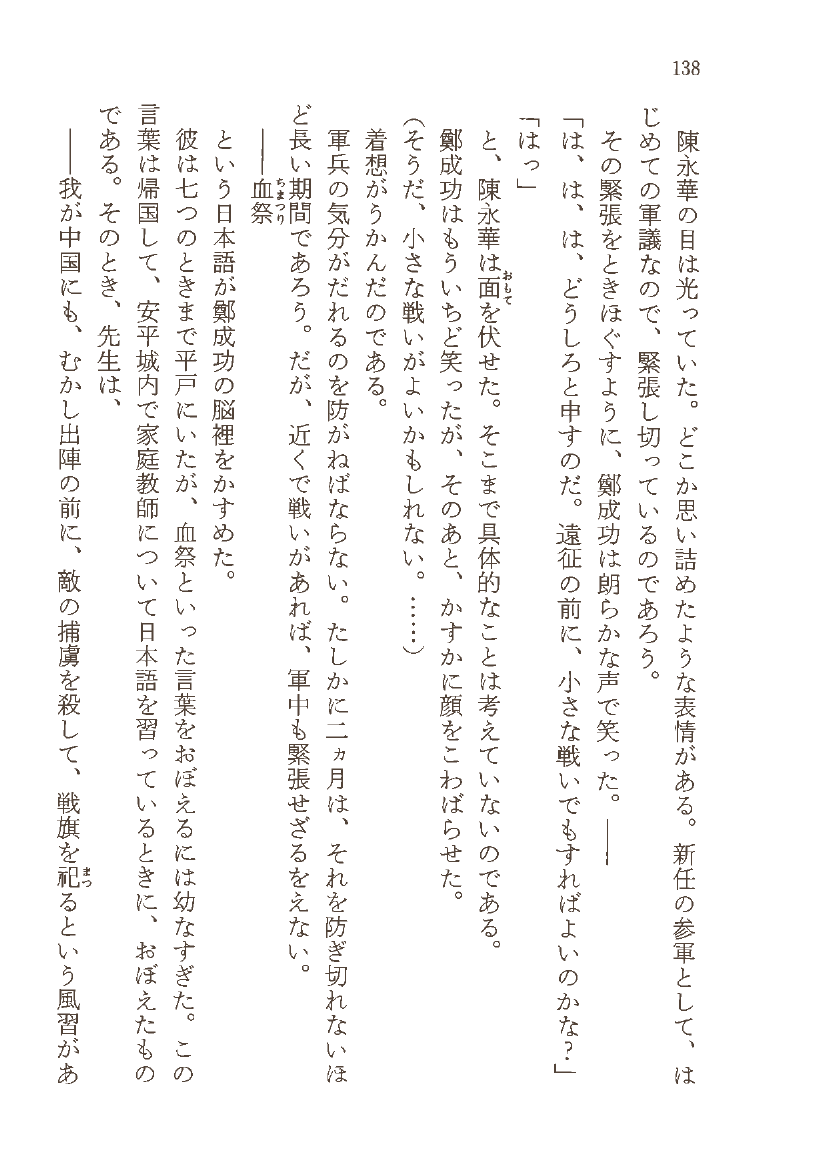 138
陳永華の目は光っていた。どこか思い詰めたような表情がある。新任の参軍として、は
じめての軍議なので、緊張し切っているのであろう。
その緊張をときほぐすように、鄭成功は朗らかな声で笑った。――
「は、は、は、どうしろと申すのだ。遠征の前に、小さな戦いでもすればよいのかな？」
「はっ」
と、陳永華は面おもてを伏せた。そこまで具体的なことは考えていないのである。
鄭成功はもういちど笑ったが、そのあと、かすかに顔をこわばらせた。
（そうだ、小さな戦いがよいかもしれない。……）
着想がうかんだのである。
軍兵の気分がだれるのを防がねばならない。たしかに二ヵ月は、それを防ぎ切れないほ
ど長い期間であろう。だが、近くで戦いがあれば、軍中も緊張せざるをえない。
――血祭ちまつり
という日本語が鄭成功の脳裡をかすめた。
彼は七つのときまで平戸にいたが、血祭といった言葉をおぼえるには幼なすぎた。この
言葉は帰国して、安平城内で家庭教師について日本語を習っているときに、おぼえたもの
である。そのとき、先生は、
――我が中国にも、むかし出陣の前に、敵の捕虜を殺して、戦旗を祀まつるという風習があ